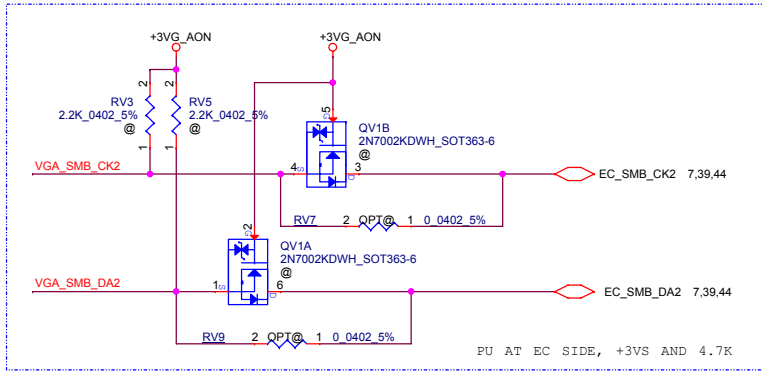 +3VG_AON
+3VG_AON
2
2
RV3
2.2K_0402_5%
@
RV5
2.2K_0402_5%
@
1
1
5
G
QV1B
2N7002KDWH_SOT363-6
@
VGA_SMB_CK2
4
S
D
3
EC_SMB_CK2 7,39,44
RV7 2 OPT@ 1 0_0402_5%
2
G
QV1A
2N7002KDWH_SOT363-6
@
VGA_SMB_DA2
1
S
D
6
EC_SMB_DA2 7,39,44
RV9 2 OPT@ 1 0_0402_5%
PU AT EC SIDE, +3VS AND 4.7K